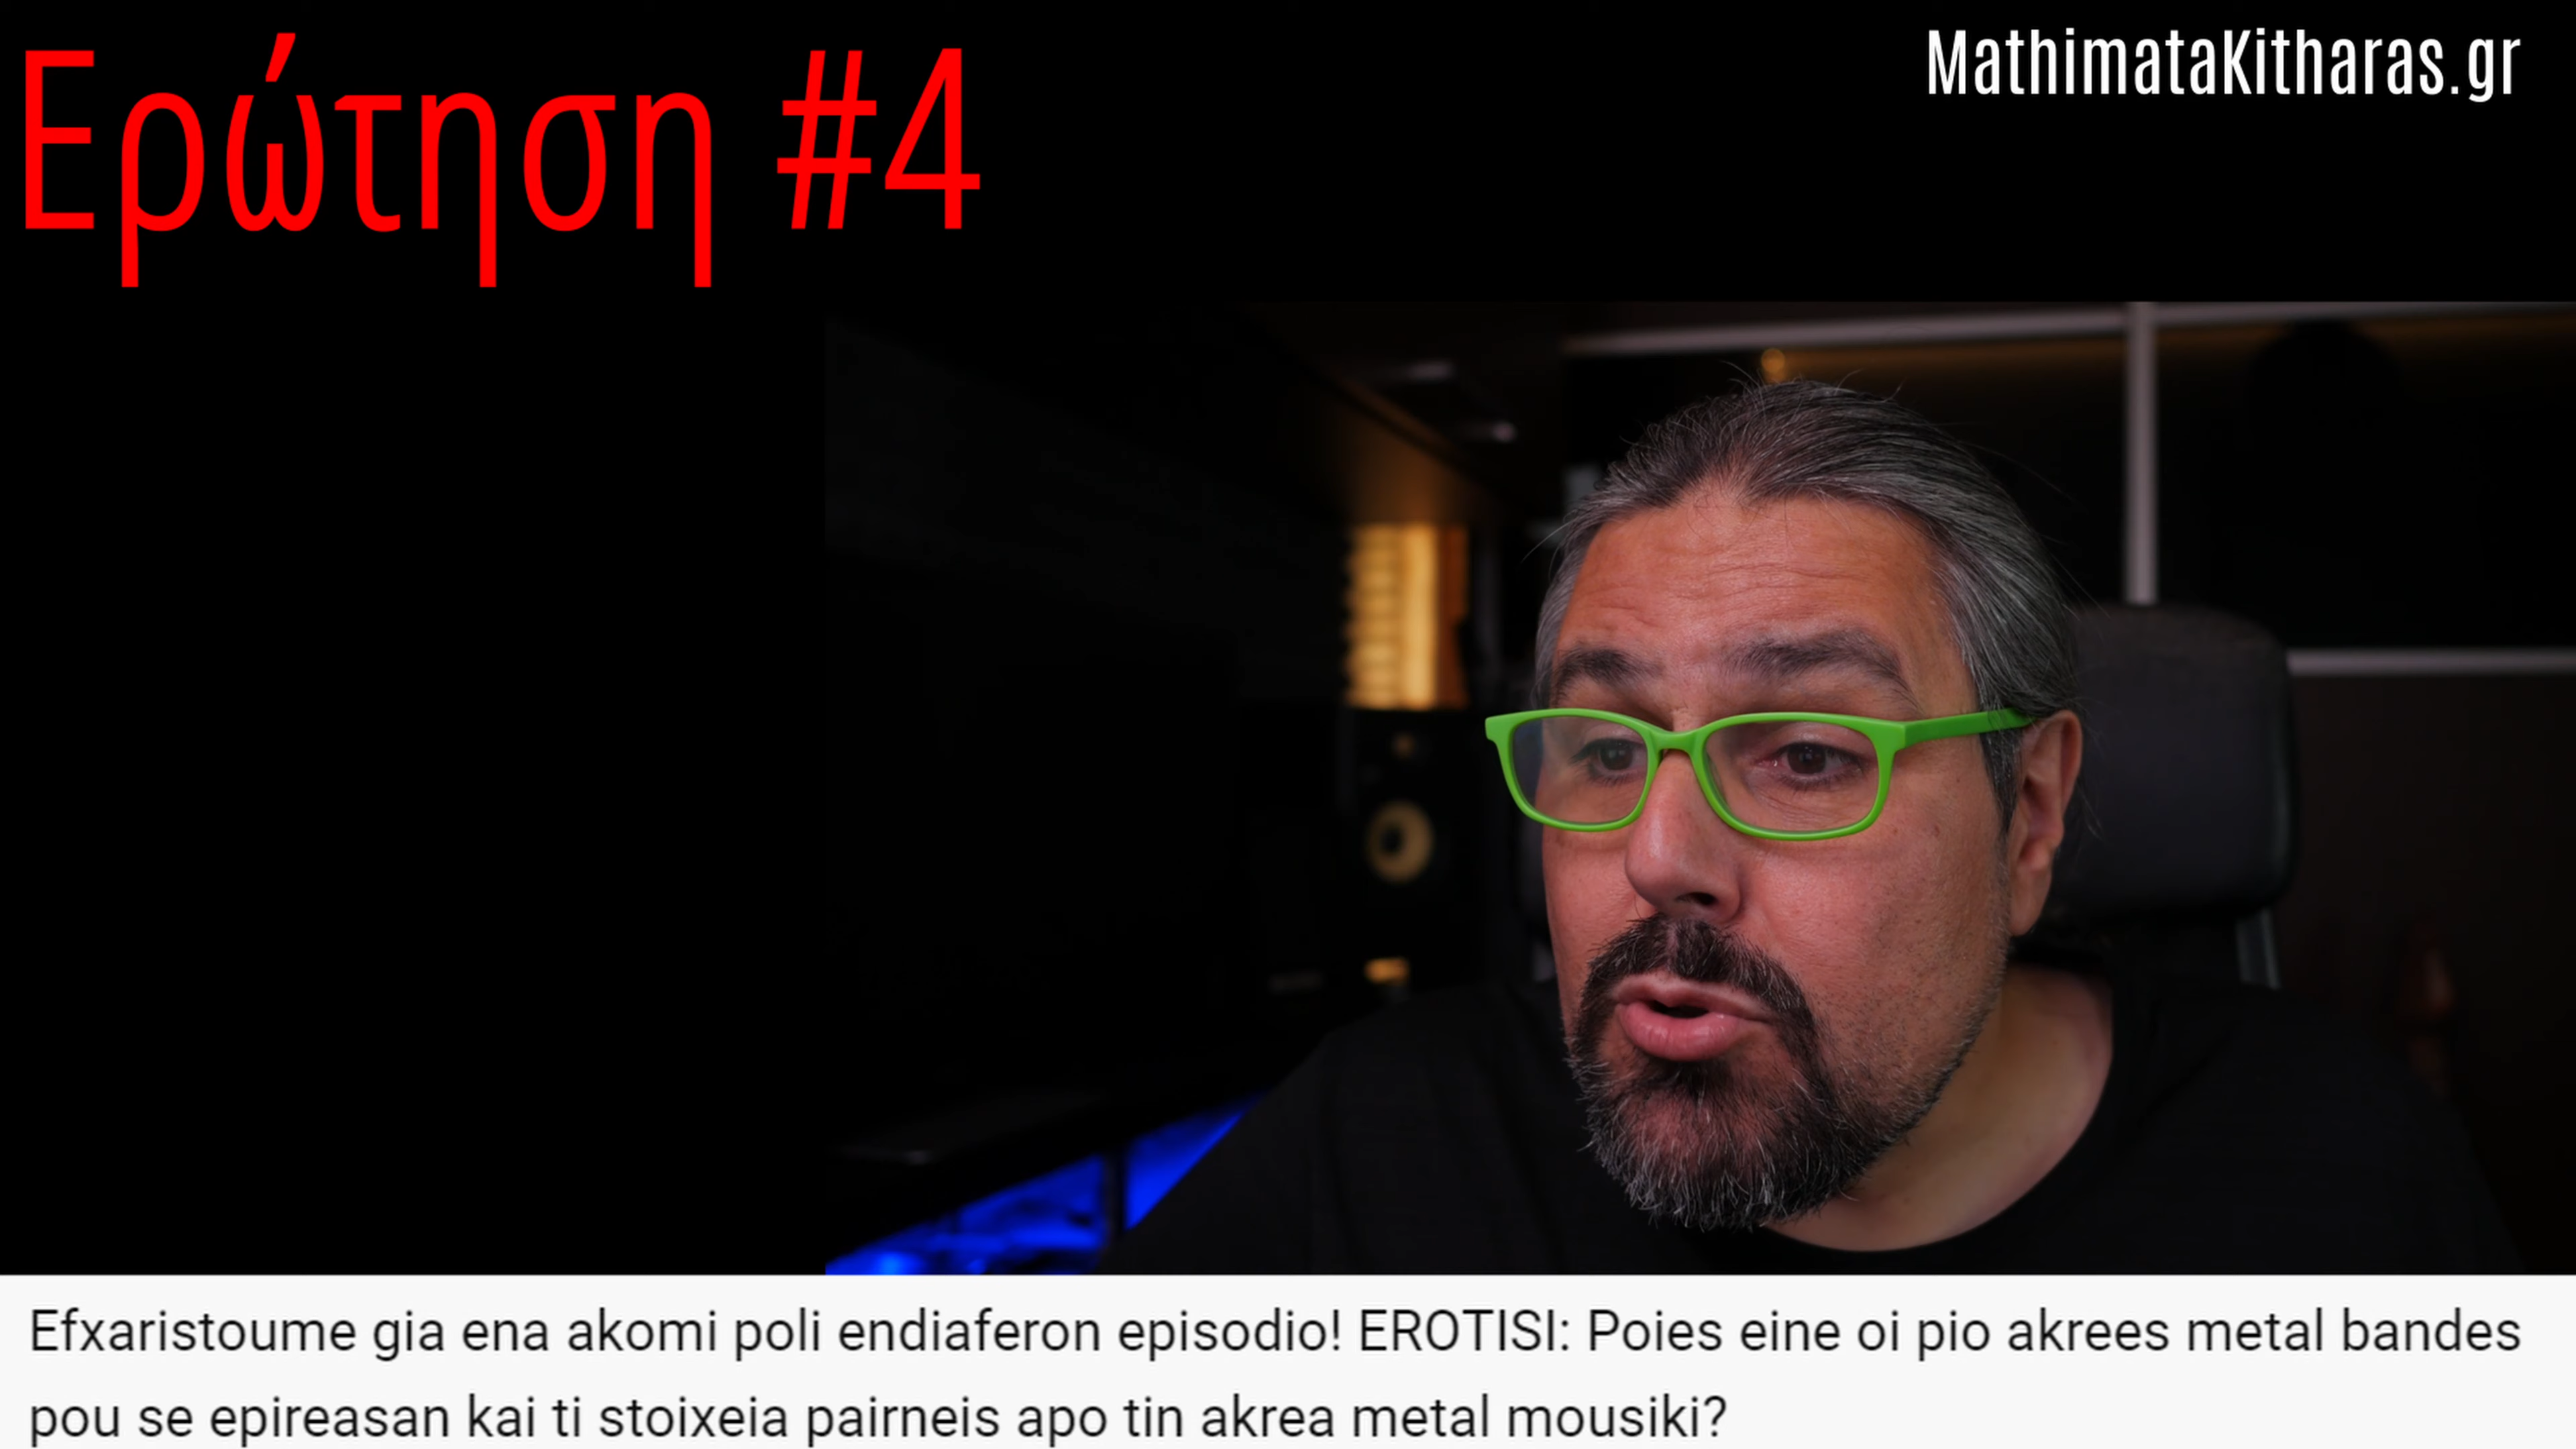 Ερώτηση #4
MathimataKitharas.gr
Efxaristoume gia ena akomi poli endiaferon episodio! EROTISI: Poies eine oi pio akrees metal bandes
pou se epireasan kai ti stoixeia pairneis apo tin akrea metal mousiki?